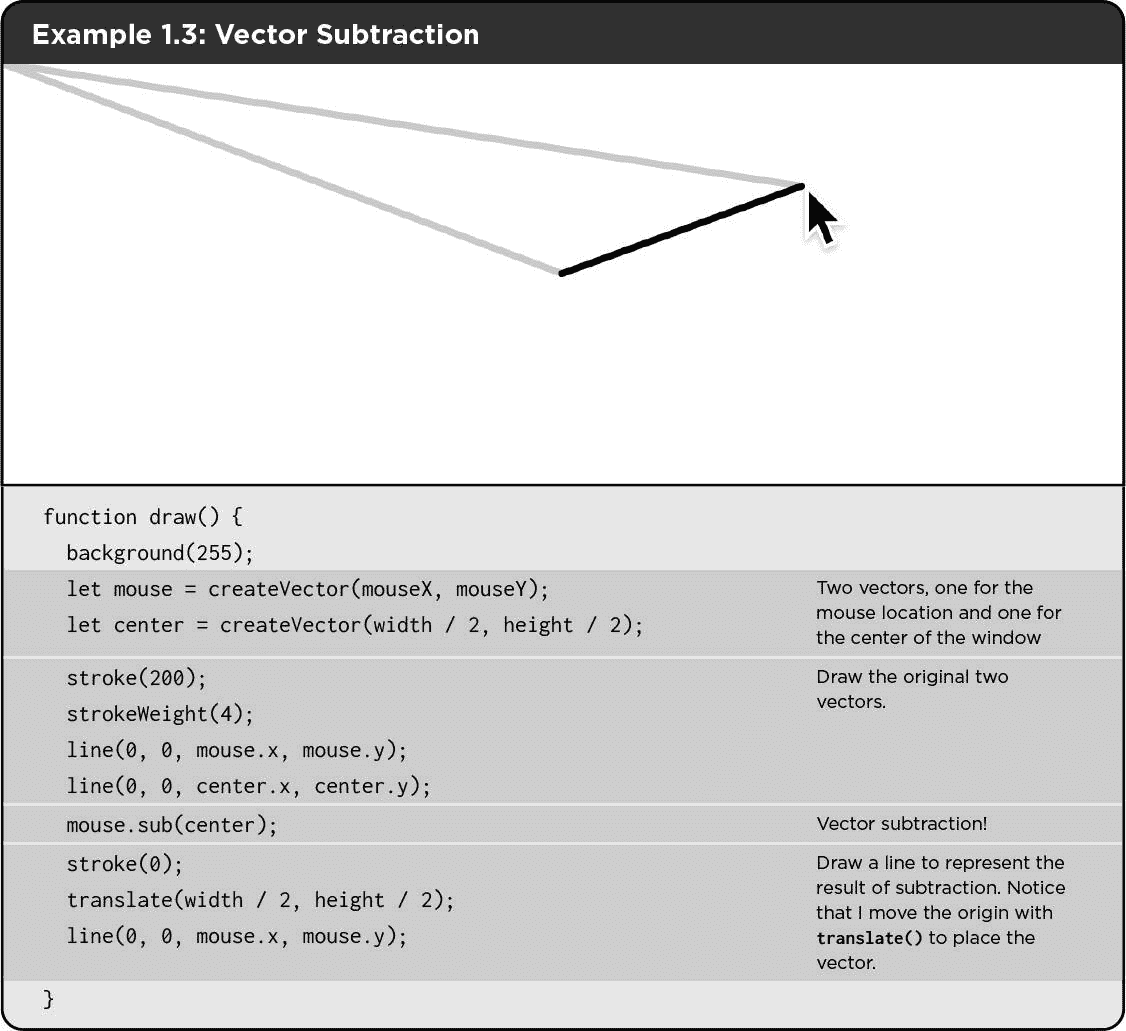 Example 1.3: Vector Subtraction
function draw() {
background(255);
let mouse = createVector(mouseX, mouseY);
let center = createVector(width / 2, height / 2);
Two vectors, one for the
mouse location and one for
the center of the window
stroke(200);
strokeWeight(4);
line(0, 0, mouse.x, mouse.y);
line(0, 0, center.x, center.y);
Draw the original two
vectors.
mouse.sub(center);
Vector subtraction!
stroke(0);
translate(width / 2, height / 2);
line(0, 0, mouse.x, mouse.y);
Draw a line to represent the
result of subtraction. Notice
that I move the origin with
translate() to place the
vector.
}